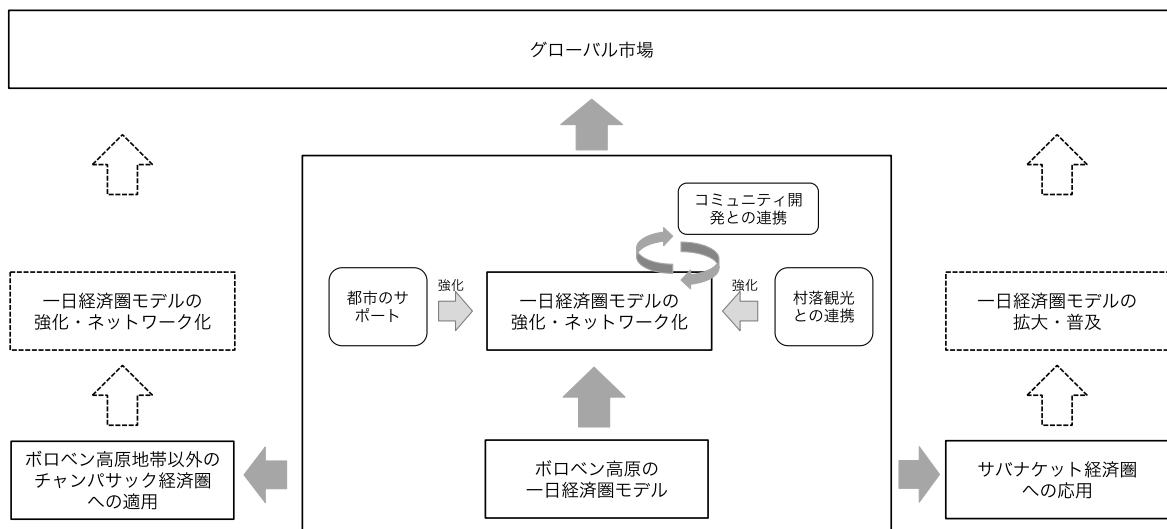 グローバル市場
コミュニティ開
発との連携
一日経済圏モデルの
強化・ネットワーク化
都市のサ
ポート
強化
一日経済圏モデルの
強化・ネットワーク化
強化
村落観光
との連携
一日経済圏モデルの
拡大・普及
ボロベン高原地帯以外の
チャンパサック経済圏
への適用
ボロベン高原の
一日経済圏モデル
サバナケット経済圏
への応用